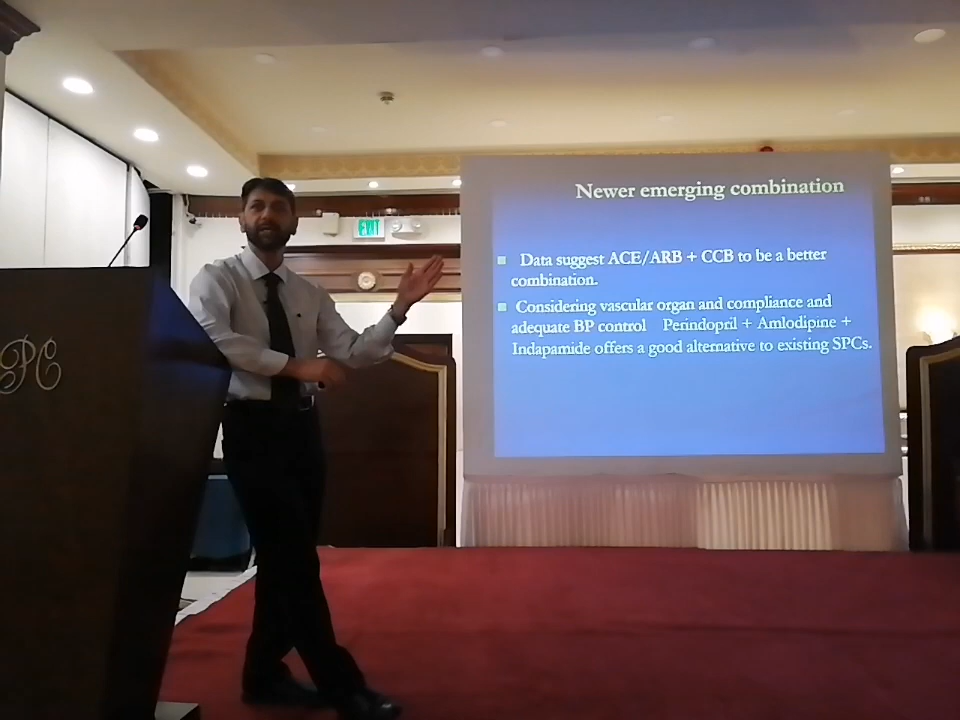 Newer emerging combination
EXIT
Data suggest ACE/ARB + CCB to be a better
combination.
Considering vascular organ and compliance and
adequate BP control Perindopril + Amlodipine +
Indapamide offers a good alternative to existing SPCs.
PC